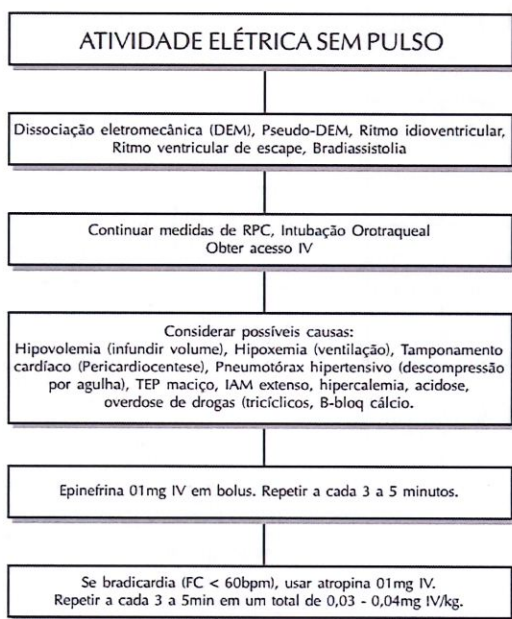 ATIVIDADE ELÉTRICA SEM PULSO
Dissociação eletromecânica (DEM), Pseudo-DEM, Ritmo idioventricular,
Ritmo ventricular de escape, Bradiassistolia
Continuar medidas de RPC, Intubação Orotraqueal
Obter acesso IV
Considerar possíveis causas:
Hipovolemia (infundir volume), Hipoxemia (ventilação), Tamponamento
cardíaco (Pericardiocentese), Pneumotórax hipertensivo (descompressão
por agulha), TEP maciço, IAM extenso, hipercalemia, acidose,
overdose de drogas (tricíclicos, B-bloq cálcio.
Epinefrina 01mg IV em bolus. Repetir a cada 3 a 5 minutos.
Se bradicardia (FC < 60bpm), usar atropina 01mg IV.
Repetir a cada 3 a 5min em um total de 0,03 - 0,04mg IV/kg.